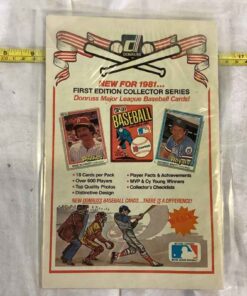 DONRUSS
NEW FOR 1981...
FIRST EDITION COLLECTOR SERIES
Donruss Major League Baseball Cards!
BASEBALL
• 18 Cards per Pack
• Over 600 Players
• Top Quality Photos
• Distinctive Design
• Player Facts & Achievements
• MVP & Cy Young Winners
• Collector's Checklists
NEW DONRUSS BASEBALL CARDS...THERE IS A DIFFERENCE!